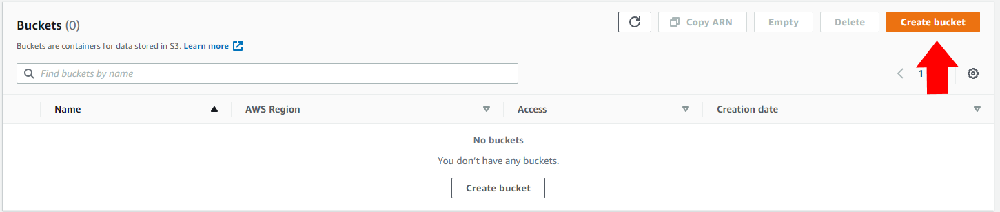 Buckets (0)
Copy ARN
Empty
Delete
Create bucket
Buckets are containers for data stored in S3. Learn more
Find buckets by name
1
Name
AWS Region
Access
Creation date
No buckets
You don’t have any buckets.
Create bucket